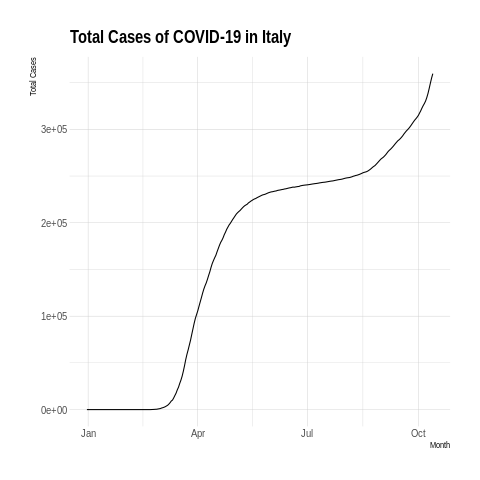 Total Cases of COVID-19 in Italy
Total Cases
3e+05
2e+05
1e+05
0e+00
Jan Apr Jul Oct
Month